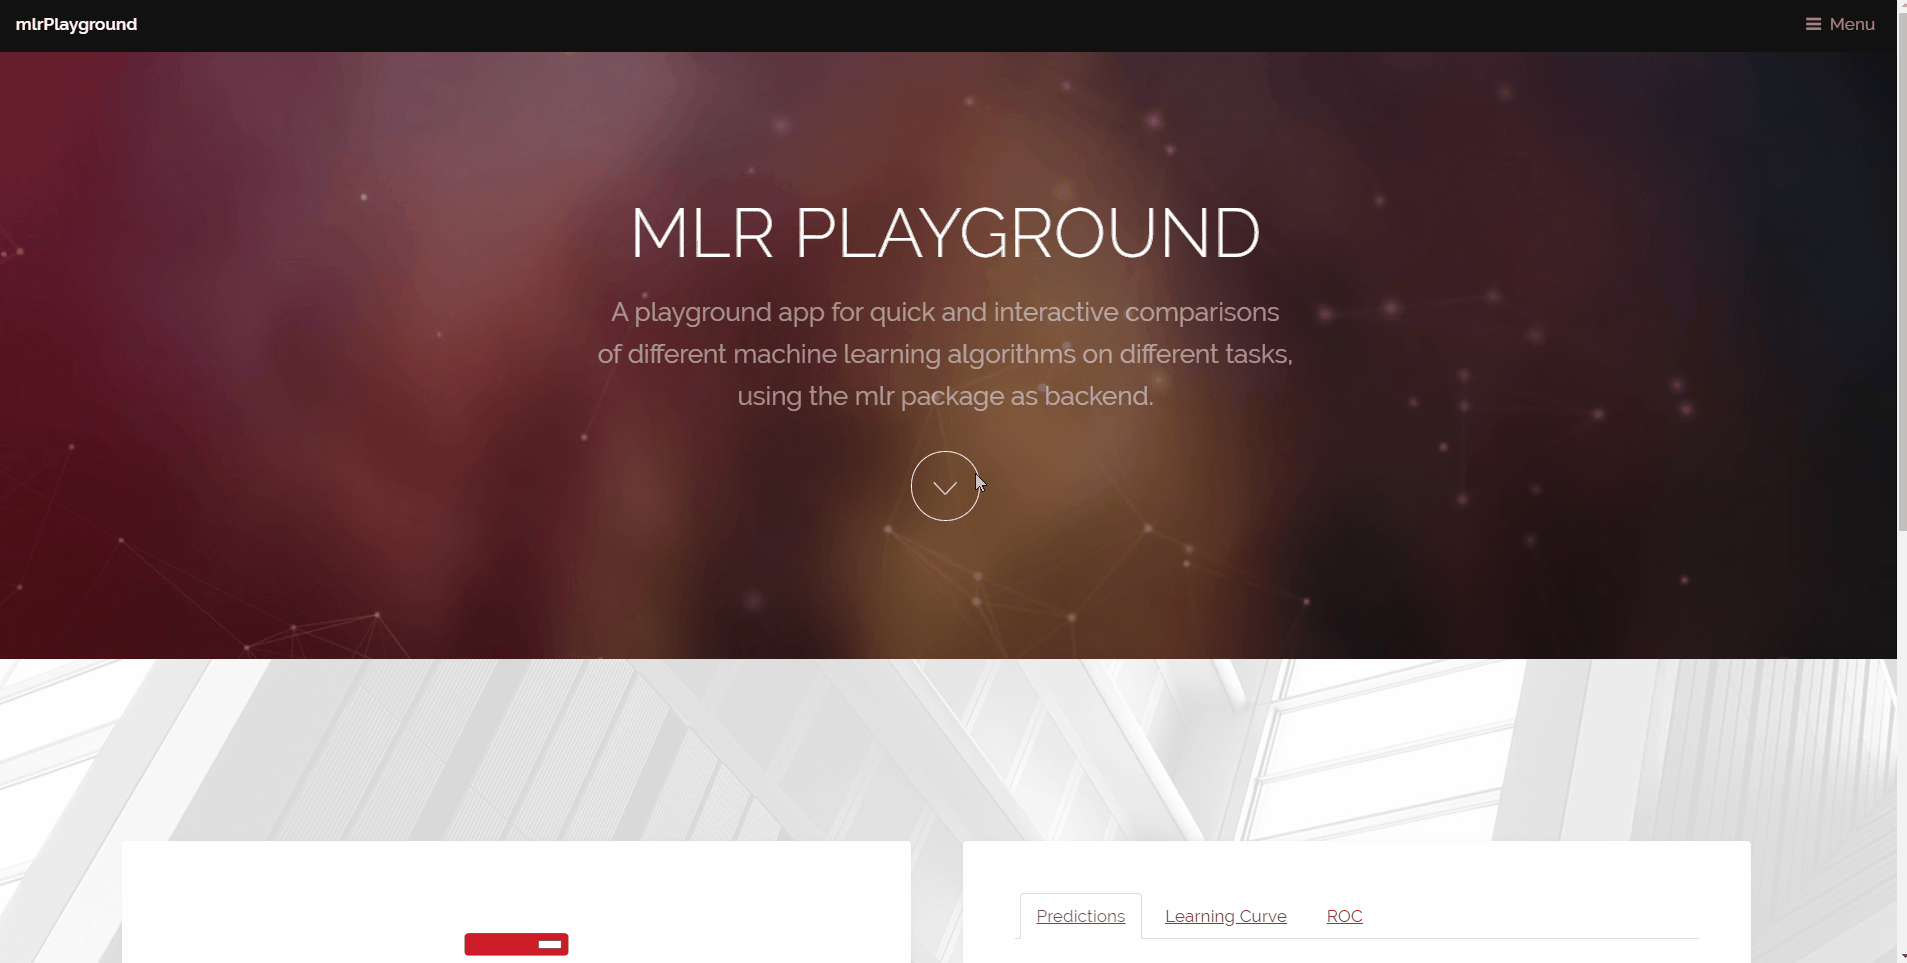 mlrPlayground
Menu
MLR PLAYGROUND
A playground app for quick and interactive comparisons
of different machine learning algorithms on different tasks,
using the mlr package as backend.
Predictions
Learning Curve
ROC